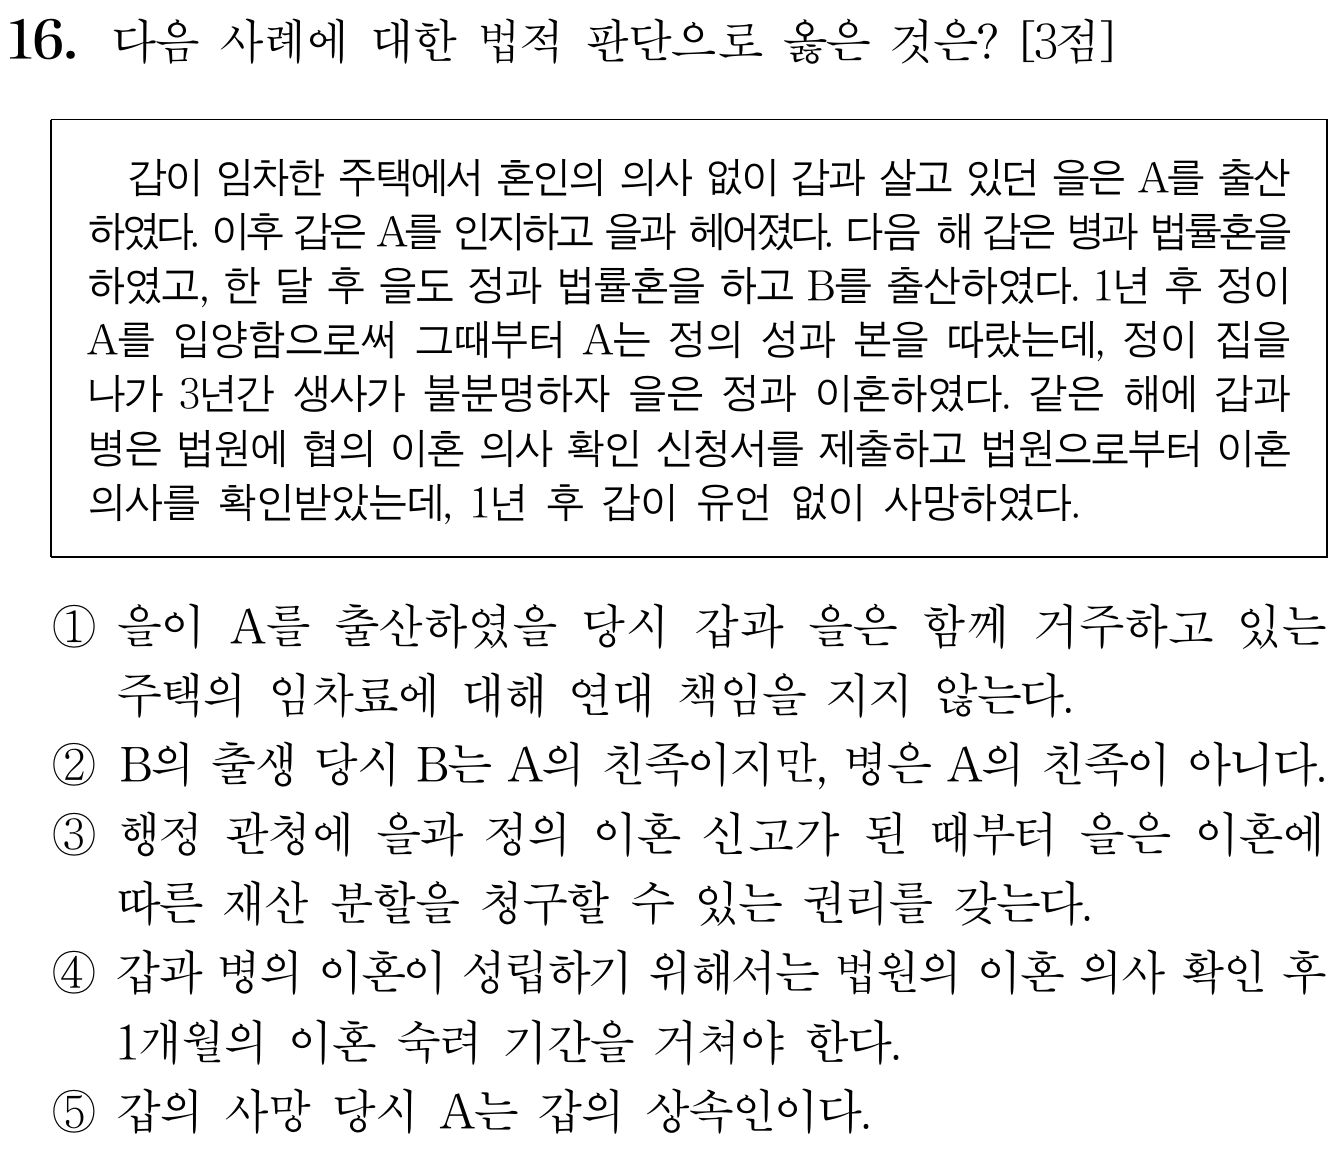 16. 다음 사례에 대한 법적 판단으로 옳은 것은? [3점]
갑이 임차한 주택에서 혼인의 의사 없이 갑과 살고 있던 을은 A를 출산
하였다. 이후 갑은 A를 인지하고 을과 헤어졌다. 다음 해 갑은 병과 법률혼을
하였고, 한 달 후 을도 정과 법률혼을 하고 B를 출산하였다. 1년 후 정이
A를 입양함으로써 그때부터 A는 정의 성과 본을 따랐는데, 정이 집을
나가 3년간 생사가 불분명하자 을은 정과 이혼하였다. 같은 해에 갑과
병은 법원에 협의 이혼 의사 확인 신청서를 제출하고 법원으로부터 이혼
의사를 확인받았는데, 1년 후 갑이 유언 없이 사망하였다.
① 을이 A를 출산하였을 당시 갑과 을은 함께 거주하고 있는
주택의 임차료에 대해 연대 책임을 지지 않는다.
② B의 출생 당시 B는 A의 친족이지만, 병은 A의 친족이 아니다.
③ 행정 관청에 을과 정의 이혼 신고가 된 때부터 을은 이혼에
따른 재산 분할을 청구할 수 있는 권리를 갖는다.
④ 갑과 병의 이혼이 성립하기 위해서는 법원의 이혼 의사 확인 후
1개월의 이혼 숙려 기간을 거쳐야 한다.
⑤ 갑의 사망 당시 A는 갑의 상속인이다.